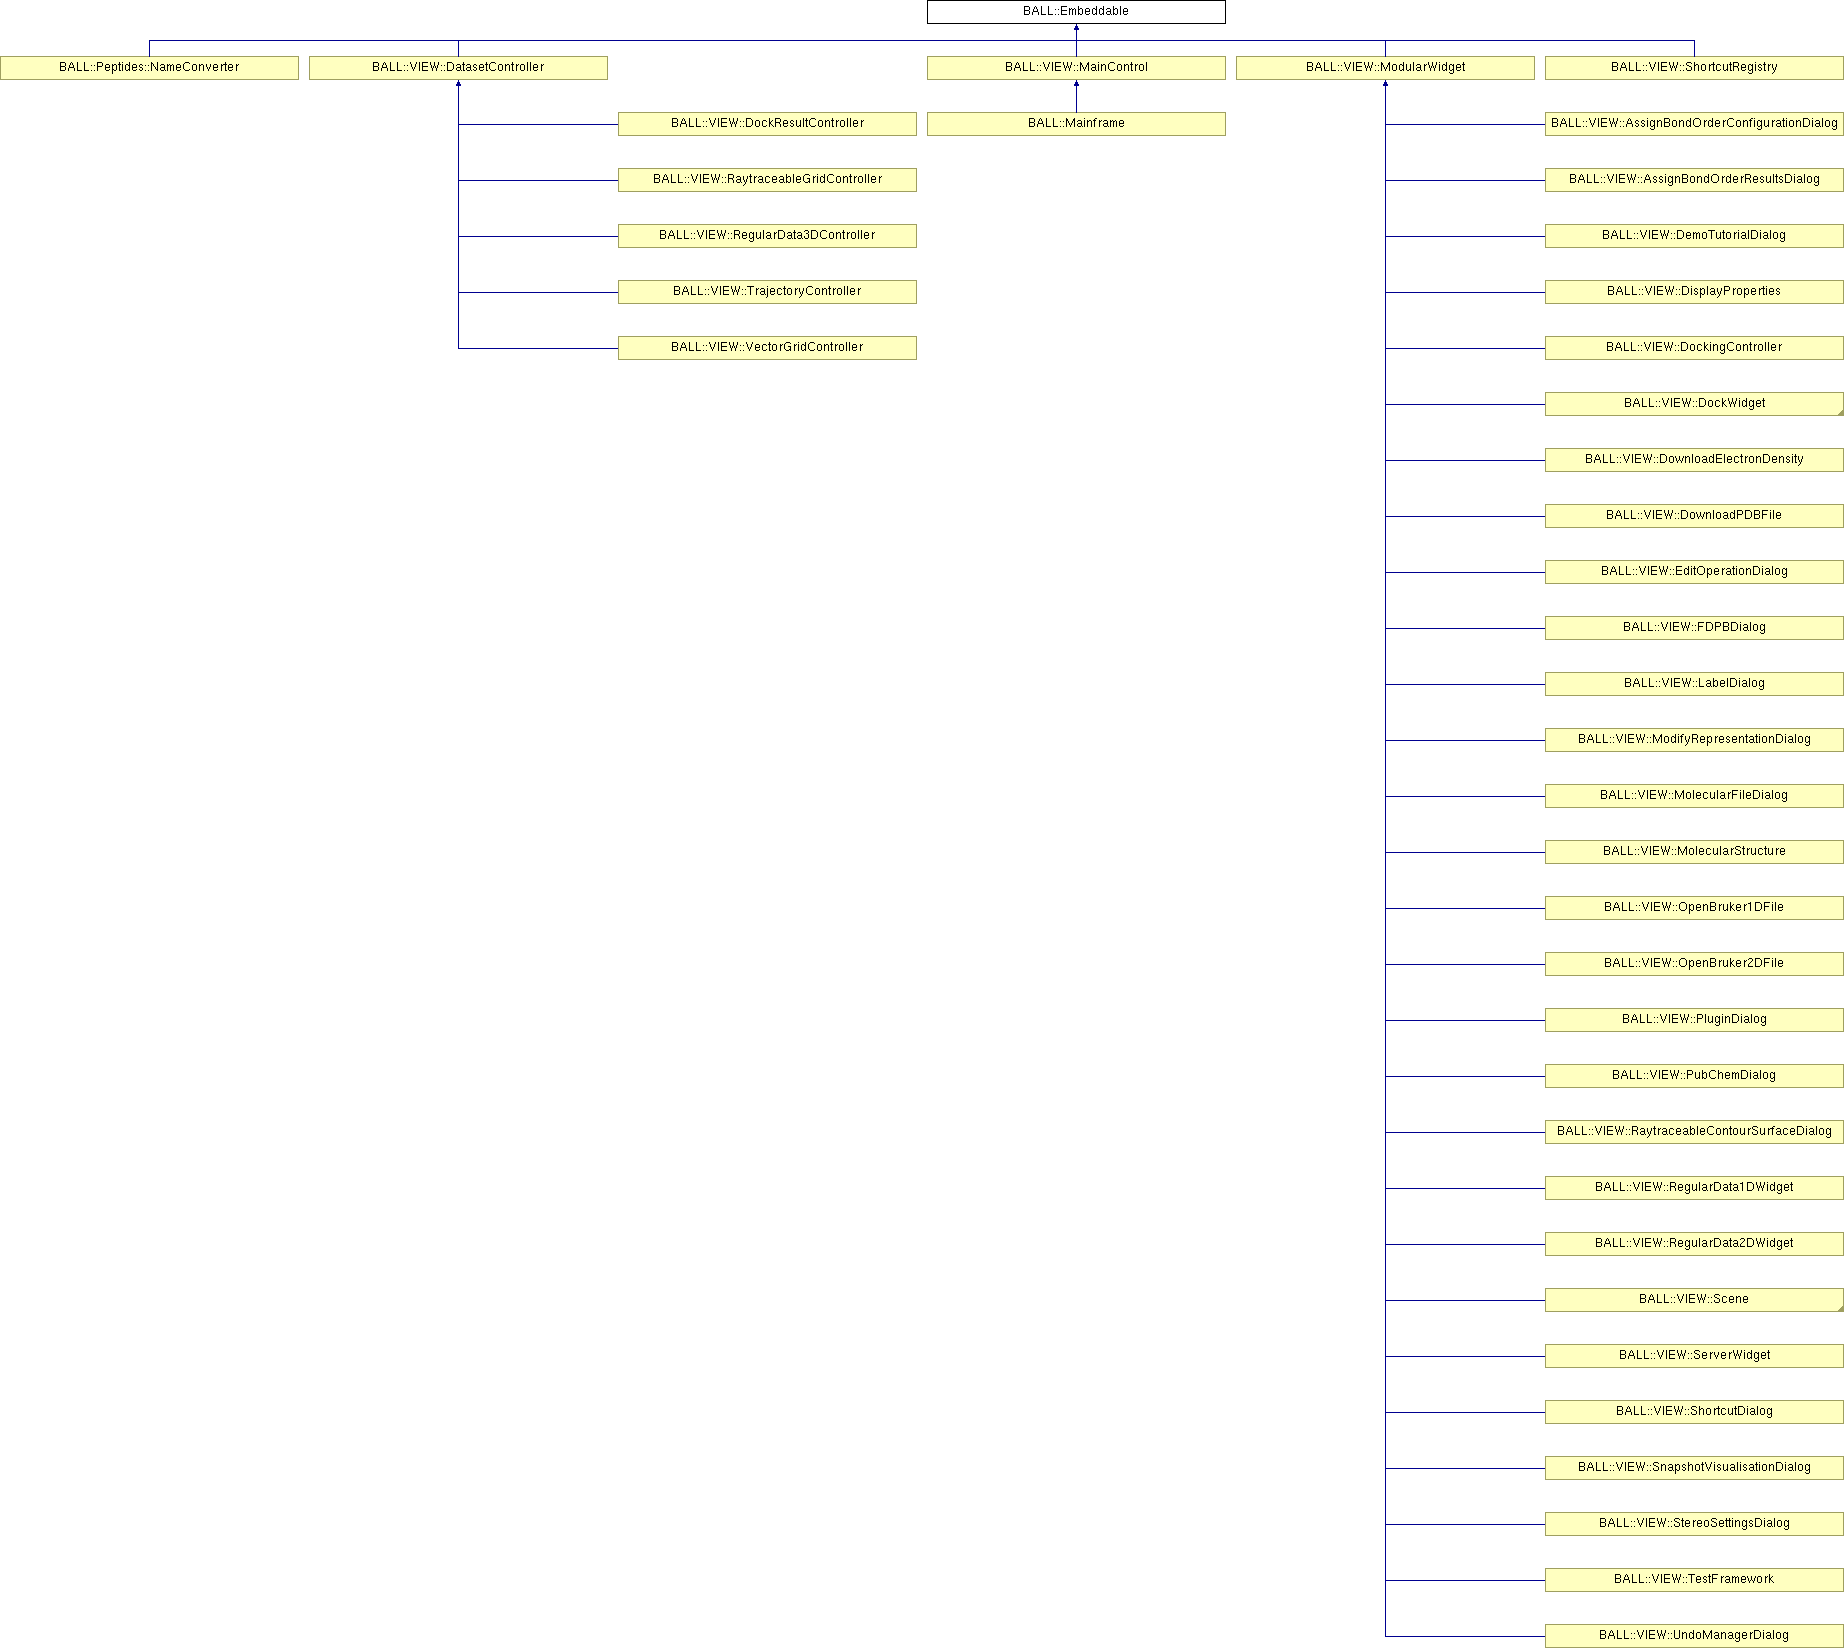 BALL::Embeddable
BALL::Peptides::NameConverter
BALL::VIEW::DatasetController
BALL::VIEW::MainControl
BALL::VIEW::ModularWidget
BALL::VIEW::ShortcutRegistry
BALL::VIEW::DockResultController
BALL::Mainframe
BALL::VIEW::AssignBondOrderConfigurationDialog
BALL::VIEW::RaytraceableGridController
BALL::VIEW::AssignBondOrderResultsDialog
BALL::VIEW::RegularData3DController
BALL::VIEW::DemoTutorialDialog
BALL::VIEW::TrajectoryController
BALL::VIEW::DisplayProperties
BALL::VIEW::VectorGridController
BALL::VIEW::DockingController
BALL::VIEW::DockWidget
BALL::VIEW::DownloadElectronDensity
BALL::VIEW::DownloadPDBFile
BALL::VIEW::EditOperationDialog
BALL::VIEW::FDPBDialog
BALL::VIEW::LabelDialog
BALL::VIEW::ModifyRepresentationDialog
BALL::VIEW::MolecularFileDialog
BALL::VIEW::MolecularStructure
BALL::VIEW::OpenBruker1DFile
BALL::VIEW::OpenBruker2DFile
BALL::VIEW::PluginDialog
BALL::VIEW::PubChemDialog
BALL::VIEW::RaytraceableContourSurfaceDialog
BALL::VIEW::RegularData1DWidget
BALL::VIEW::RegularData2DWidget
BALL::VIEW::Scene
BALL::VIEW::ServerWidget
BALL::VIEW::ShortcutDialog
BALL::VIEW::SnapshotVisualisationDialog
BALL::VIEW::StereoSettingsDialog
BALL::VIEW::TestFramework
BALL::VIEW::UndoManagerDialog